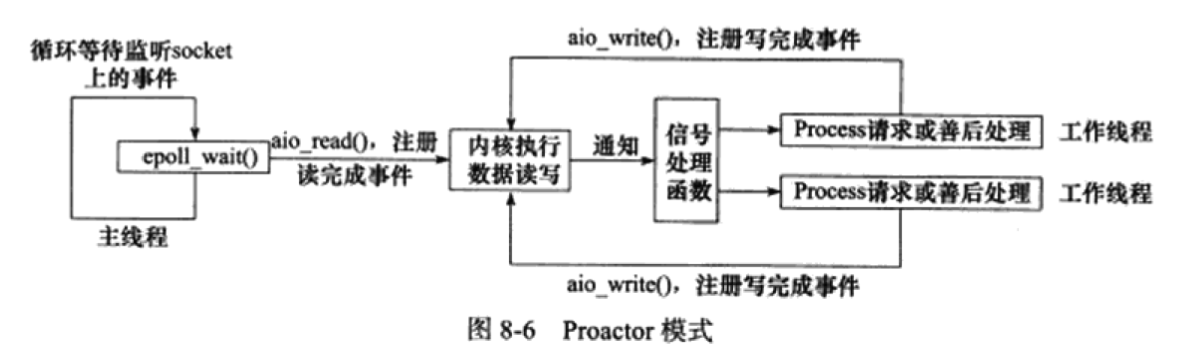 aio_write()，注册写完成事件
循环等待监听socket
上的事件
epoll_wait()
aio_read()，注册
读完成事件
主线程
内核执行
数据读写
通知
信号
处理
函数
Process请求或善后处理
工作线程
Process请求或善后处理
工作线程
aio_write()，注册写完成事件
图 8-6 Proactor 模式